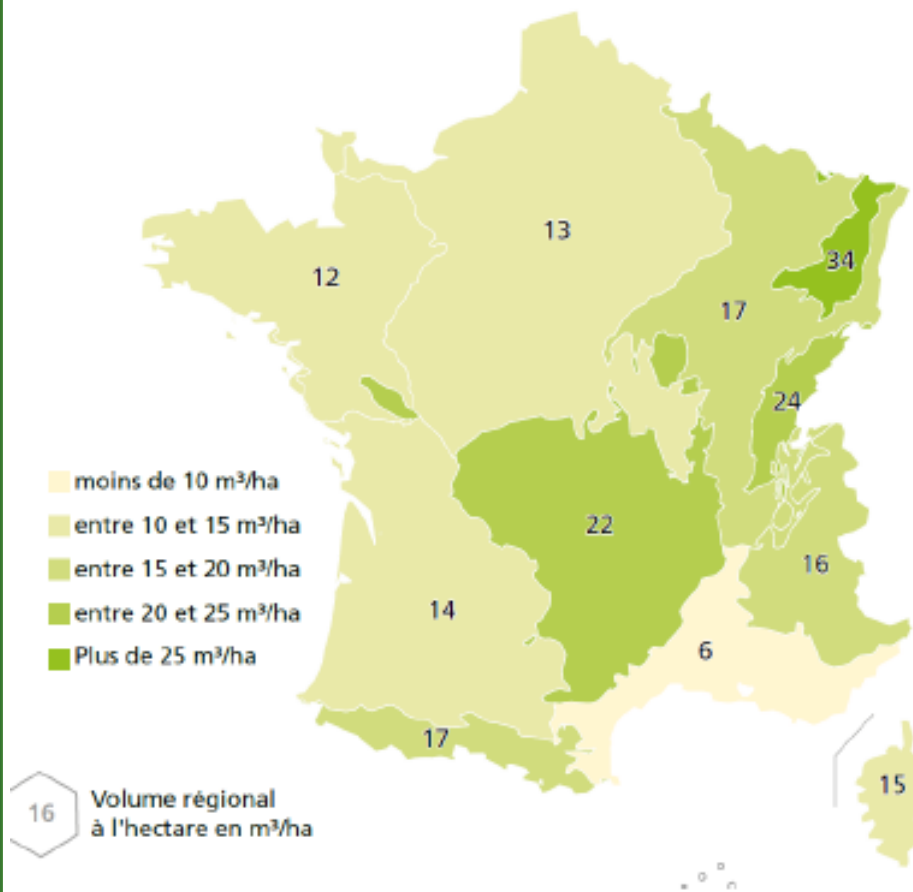 13
12
34
17
24
moins de 10 m³/ha
entre 10 et 15 m³/ha
entre 15 et 20 m³/ha
entre 20 et 25 m³/ha
Plus de 25 m³/ha
22
16
14
6
17
15
16
Volume régional
à l'hectare en m³/ha